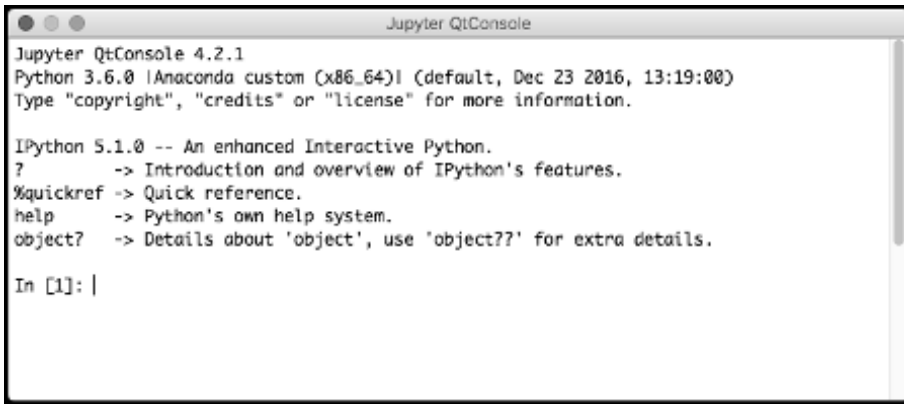 Jupyter QtConsole
Jupyter QtConsole 4.2.1
Python 3.6.0 |Anaconda custom (x86_64)| (default, Dec 23 2016, 13:19:00)
Type "copyright", "credits" or "license" for more information.
IPython 5.1.0 -- An enhanced Interactive Python.
?         -> Introduction and overview of IPython's features.
%quickref -> Quick reference.
help      -> Python's own help system.
object?   -> Details about 'object', use 'object??' for extra details.
In [1]: